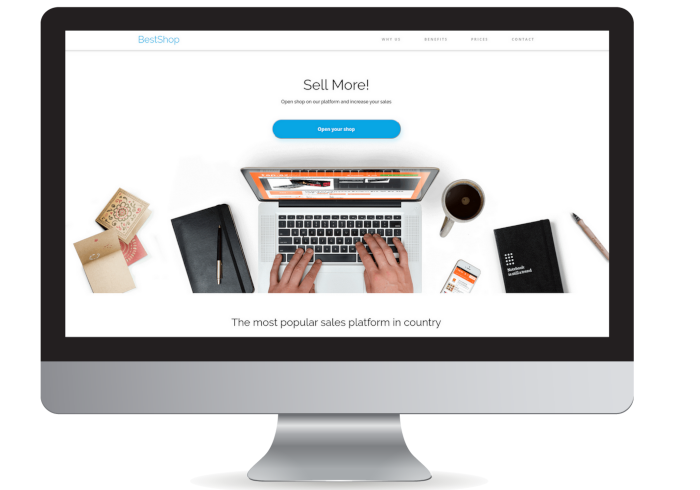 BestShop
WHY US
BENEFITS
PRICES
CONTACT
Sell More!
Open shop on our platform and increase your sales
Open your shop
The most popular sales platform in country